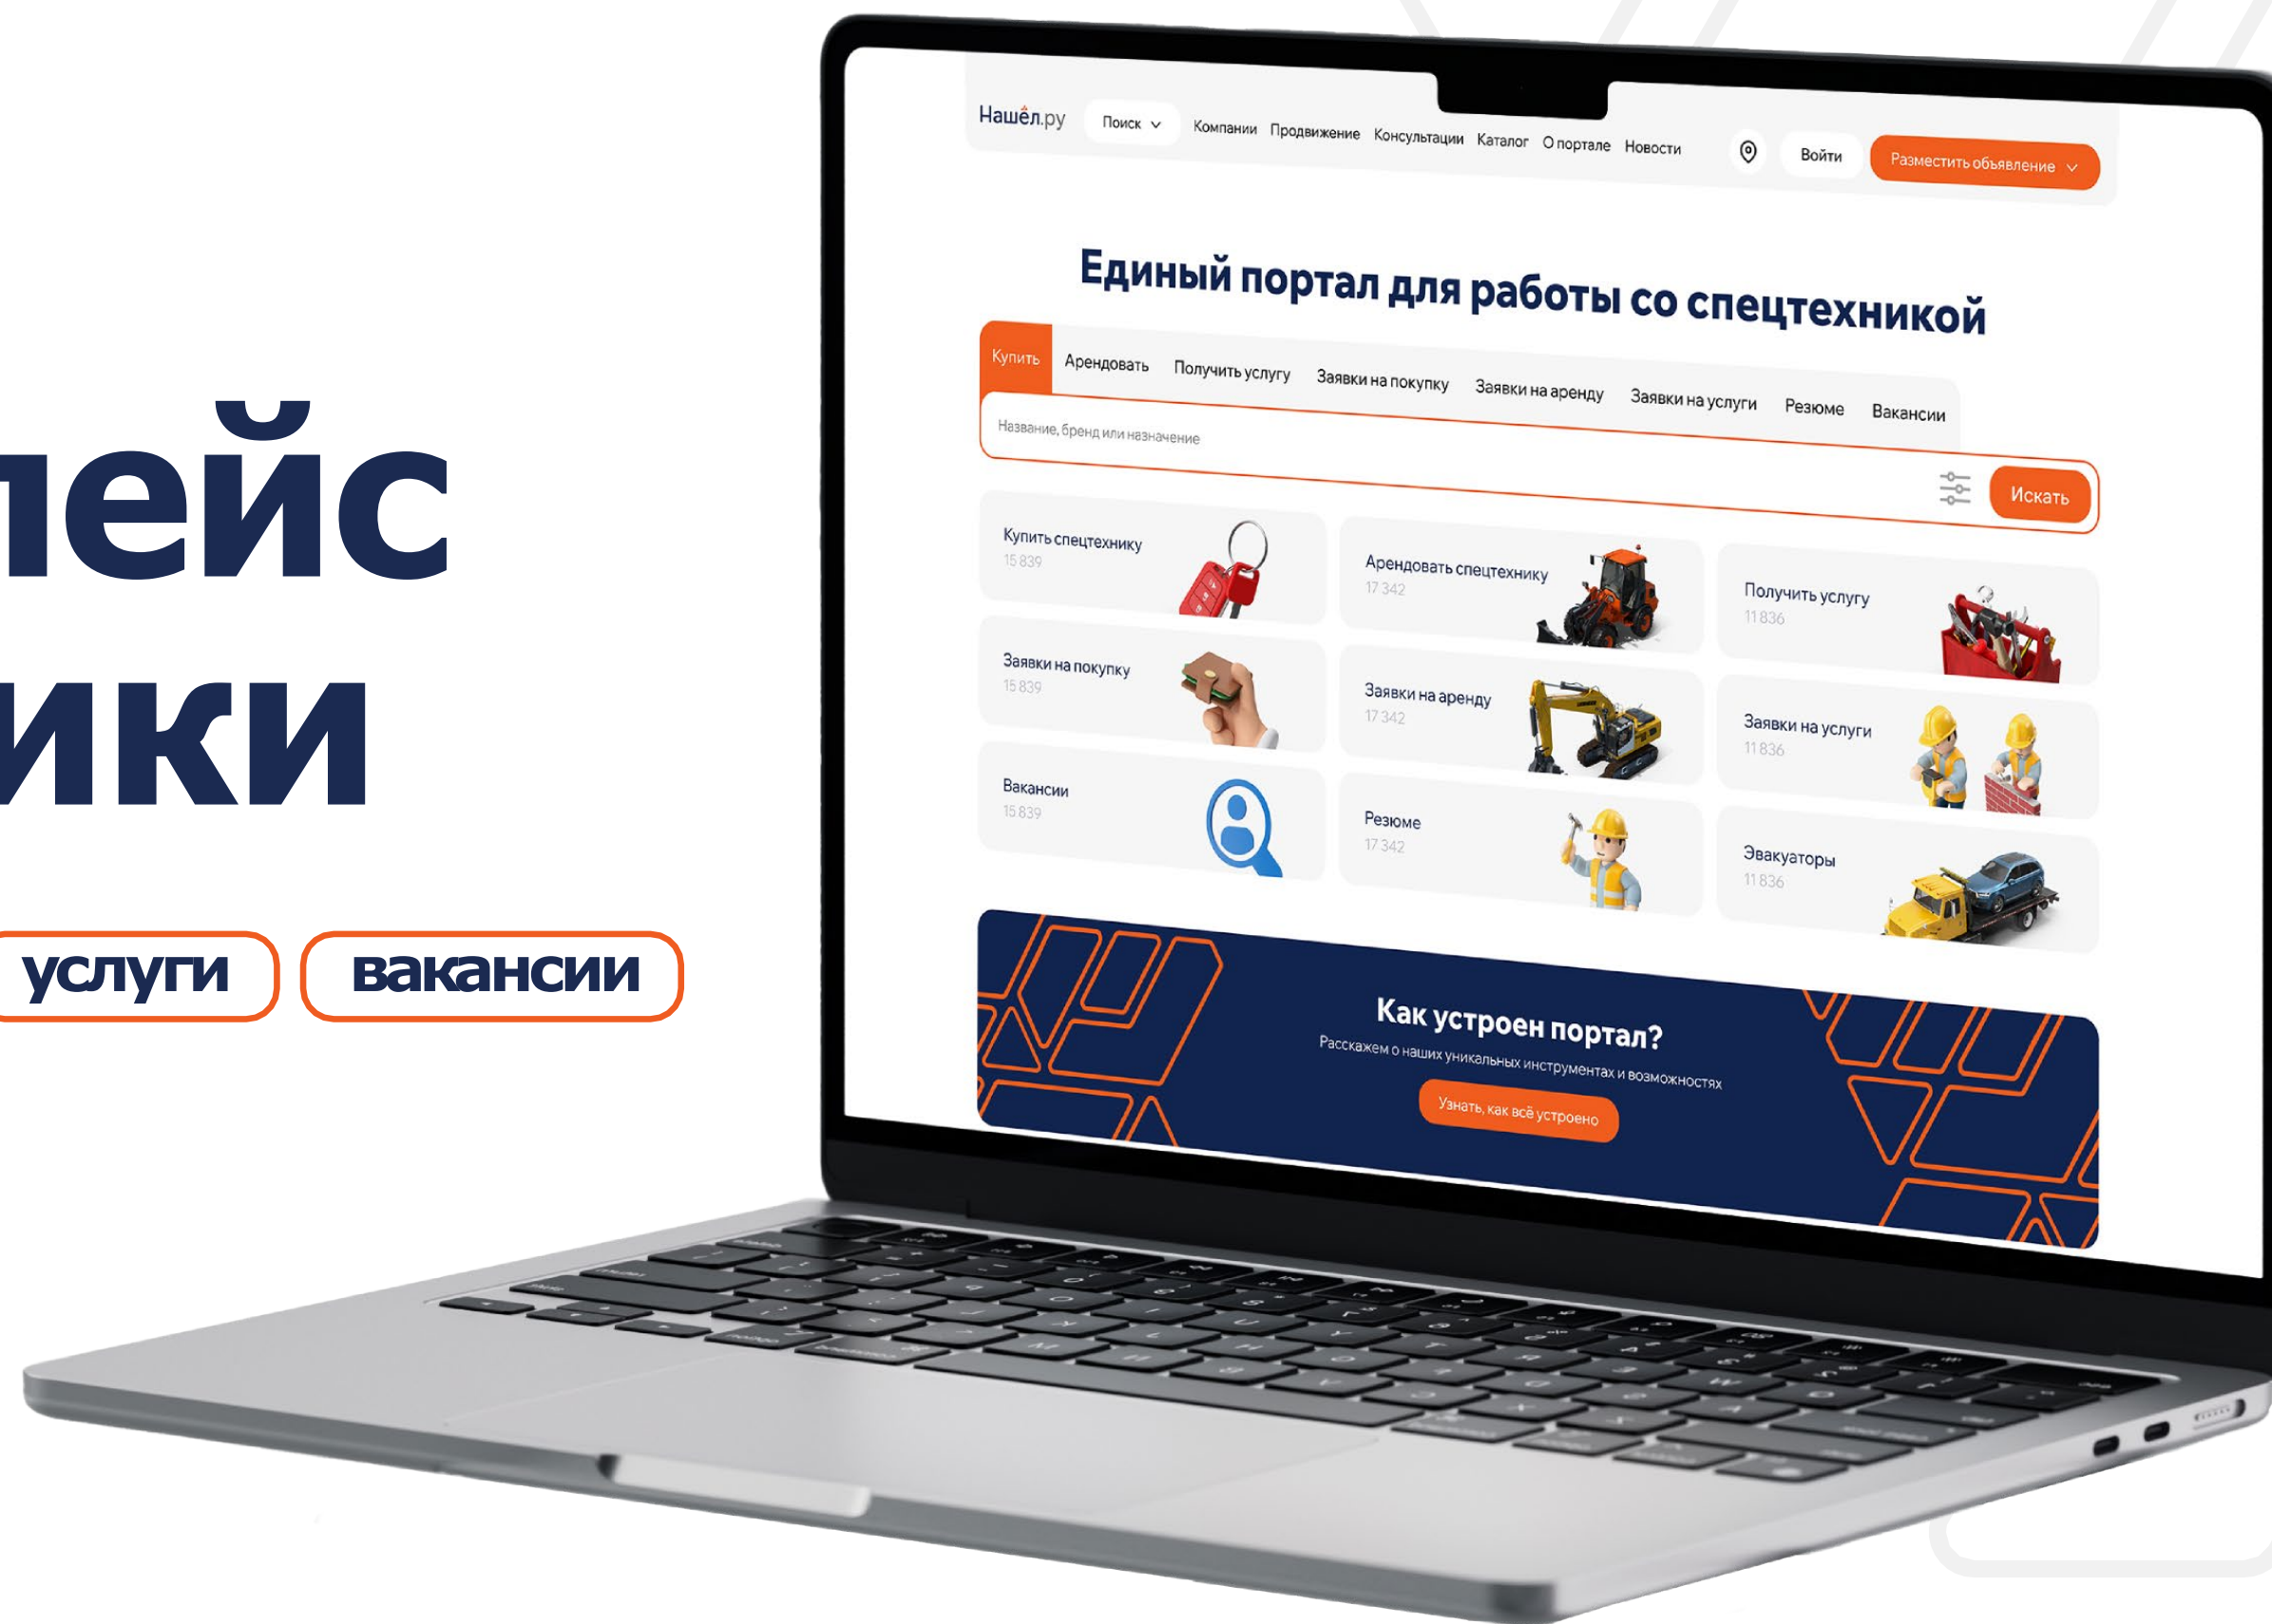 лейс
ики
услуги
вакансии
Нашёл.ру
Поиск
Компании Продвижение Консультации Каталог О портале Новости
Войти
Разместить объявление
Единый портал для работы со спецтехникой
Купить Арендовать Получить услугу Заявки на покупку Заявки на аренду Заявки на услуги Резюме Вакансии
Название, бренд или назначение
Искать
Купить спецтехнику
15 839
Арендовать спецтехнику
17 342
Получить услугу
11 836
Заявки на покупку
15 839
Заявки на аренду
17 342
Заявки на услуги
11 836
Вакансии
15 839
Резюме
17 342
Эвакуаторы
11 836
Как устроен портал?
Расскажем о наших уникальных инструментах и возможностях
Узнать, как всё устроено